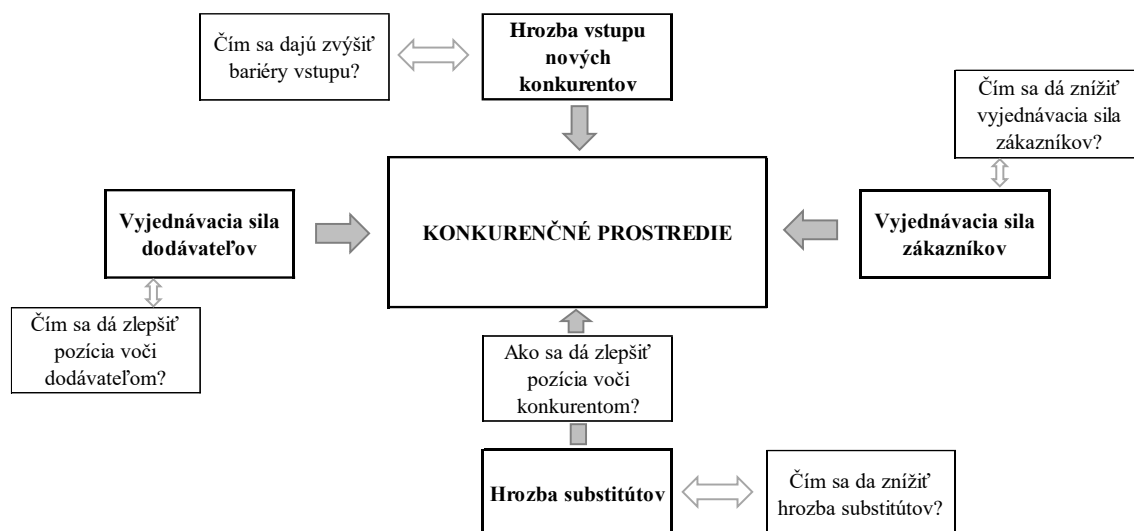 Čím sa dajú zvýšiť
bariéry vstupu?
Hrozba vstupu
nových
konkurentov
Čím sa dá znížiť
vyjednávacia sila
zákazníkov?
Vyjednávacia sila
dodávateľov
KONKURENČNÉ PROSTREDIE
Vyjednávacia sila
zákazníkov
Čím sa dá zlepšiť
pozícia voči
dodávateľom?
Ako sa dá zlepšiť
pozícia voči
konkurentom?
Hrozba substitútov
Čím sa da znížiť
hrozba substitútov?